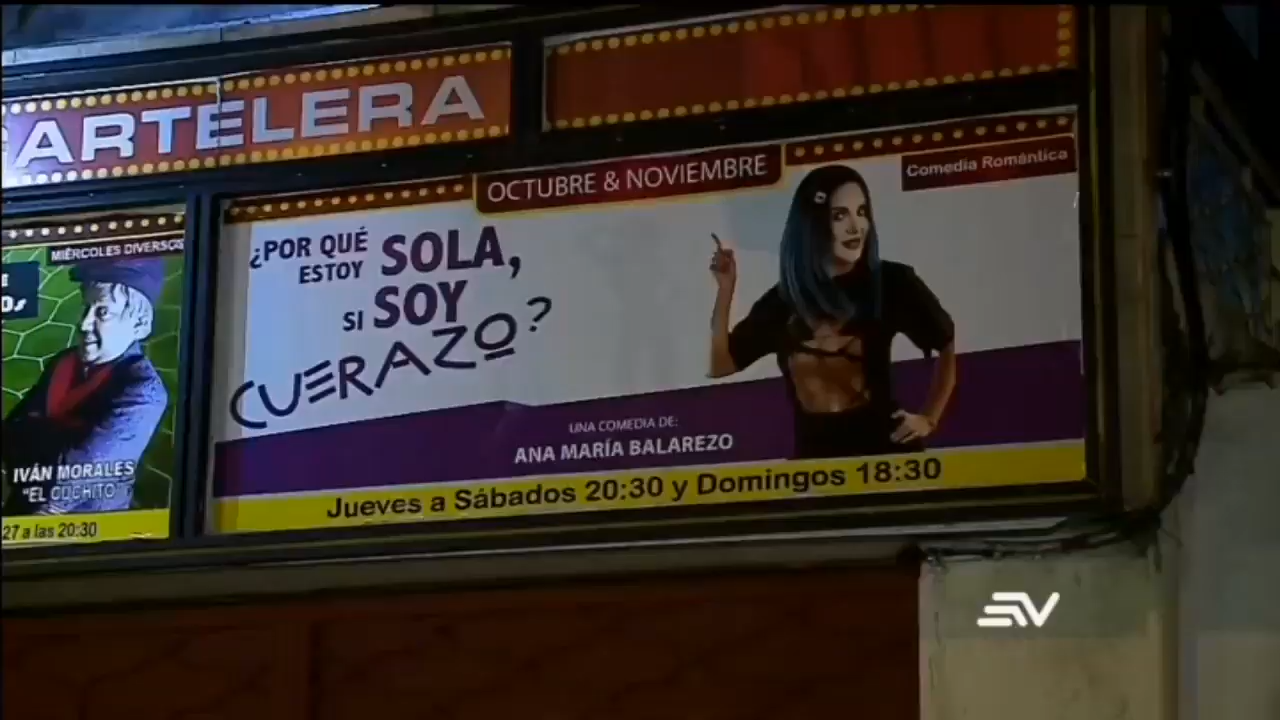 CARTELERA
OCTUBRE & NOVIEMBRE
Comedia Romántica
¿POR QUÉ
ESTOY SOLA,
SI SOY
CUERAZO?
UNA COMEDIA DE:
ANA MARÍA BALAREZO
Jueves a Sábados 20:30 y Domingos 18:30
MIÉRCOLES DIVERSOS
IVÁN MORALES
"EL CUCHITO"
27 a las 20:30